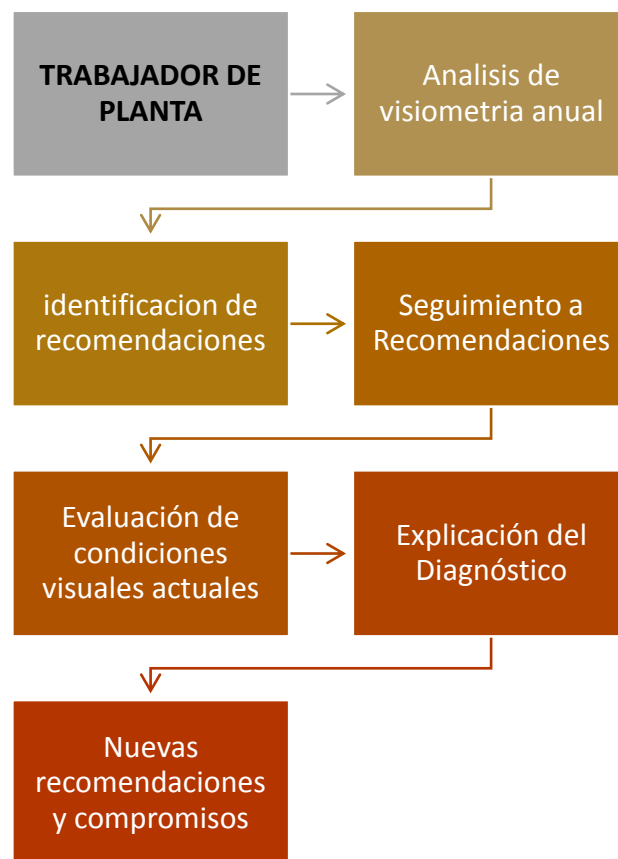 TRABAJADOR DE
PLANTA
Analisis de
visiometria anual
identificacion de
recomendaciones
Seguimiento a
Recomendaciones
Evaluación de
condiciones
visuales actuales
Explicación del
Diagnóstico
Nuevas
recomendaciones
y compromisos